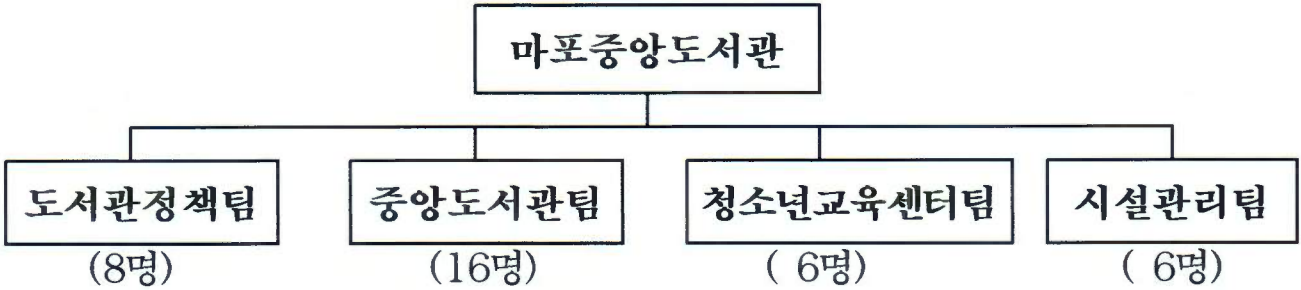 마포중앙도서관
도서관정책팀 중앙도서관팀 청소년교육센터팀 시설관리팀
(8명) (16명) ( 6명) ( 6명)